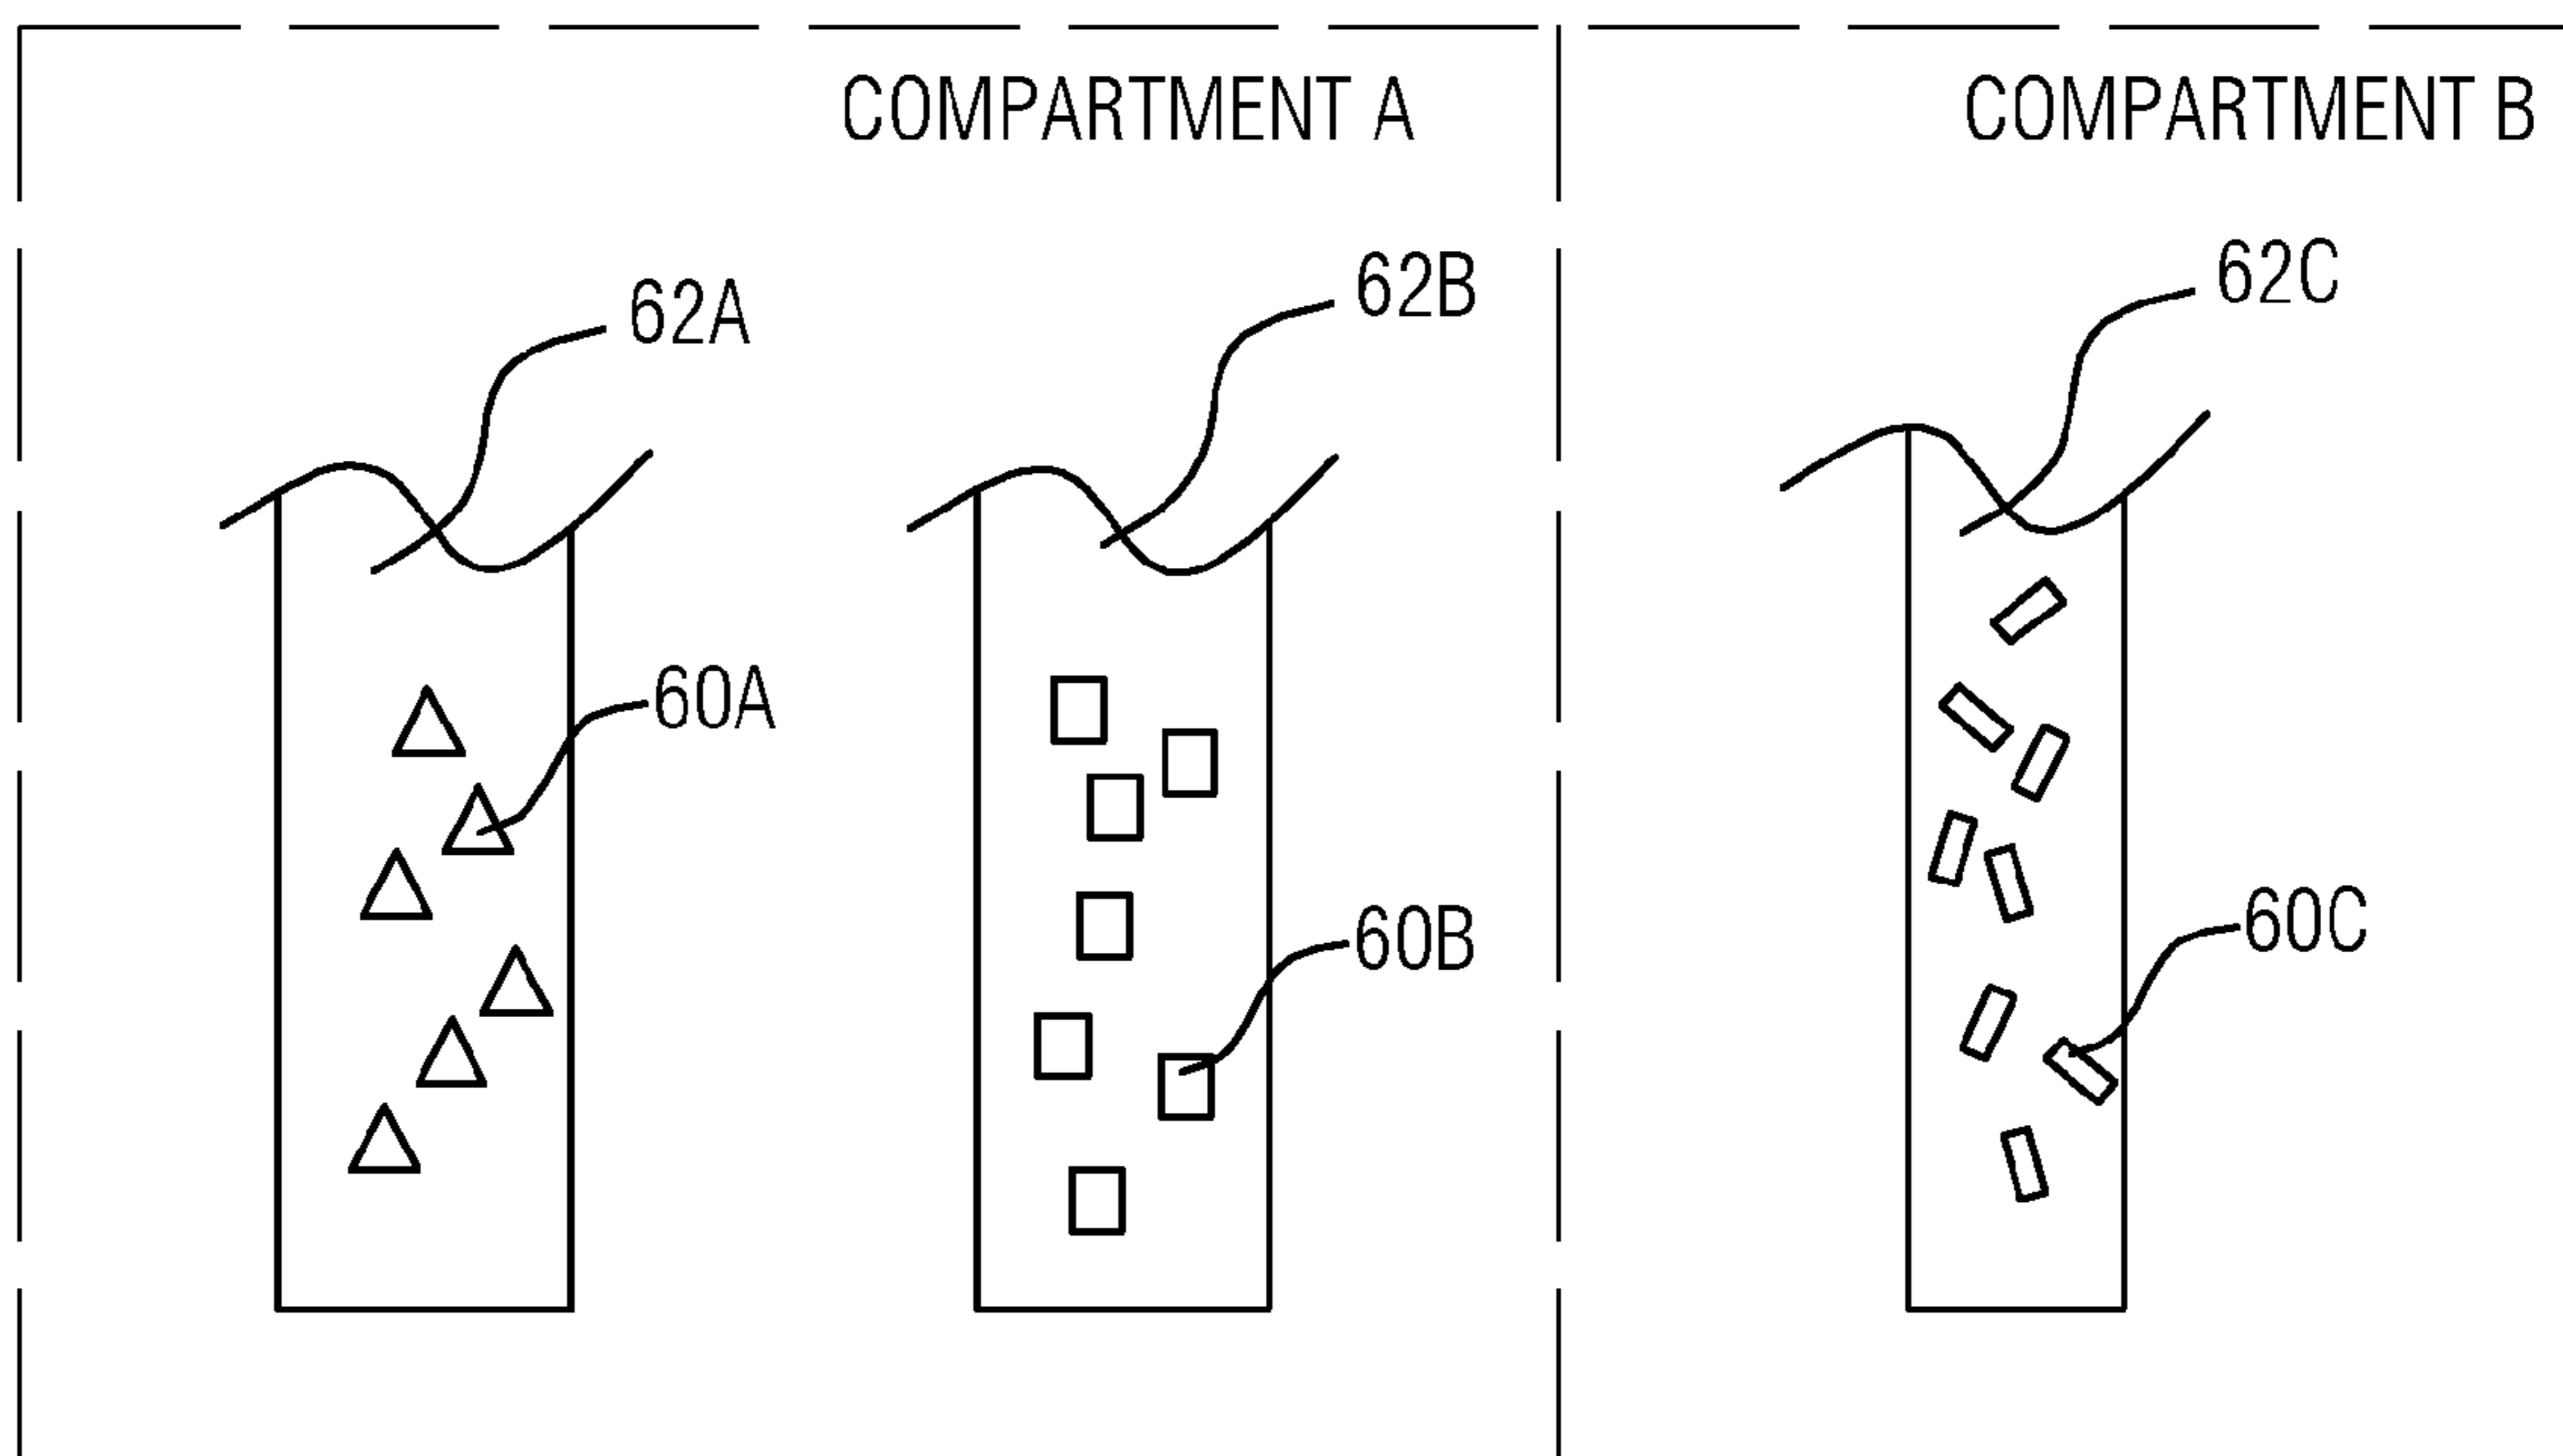 COMPARTMENT A
COMPARTMENT B
62A
62B
62C
60A
60B
60C